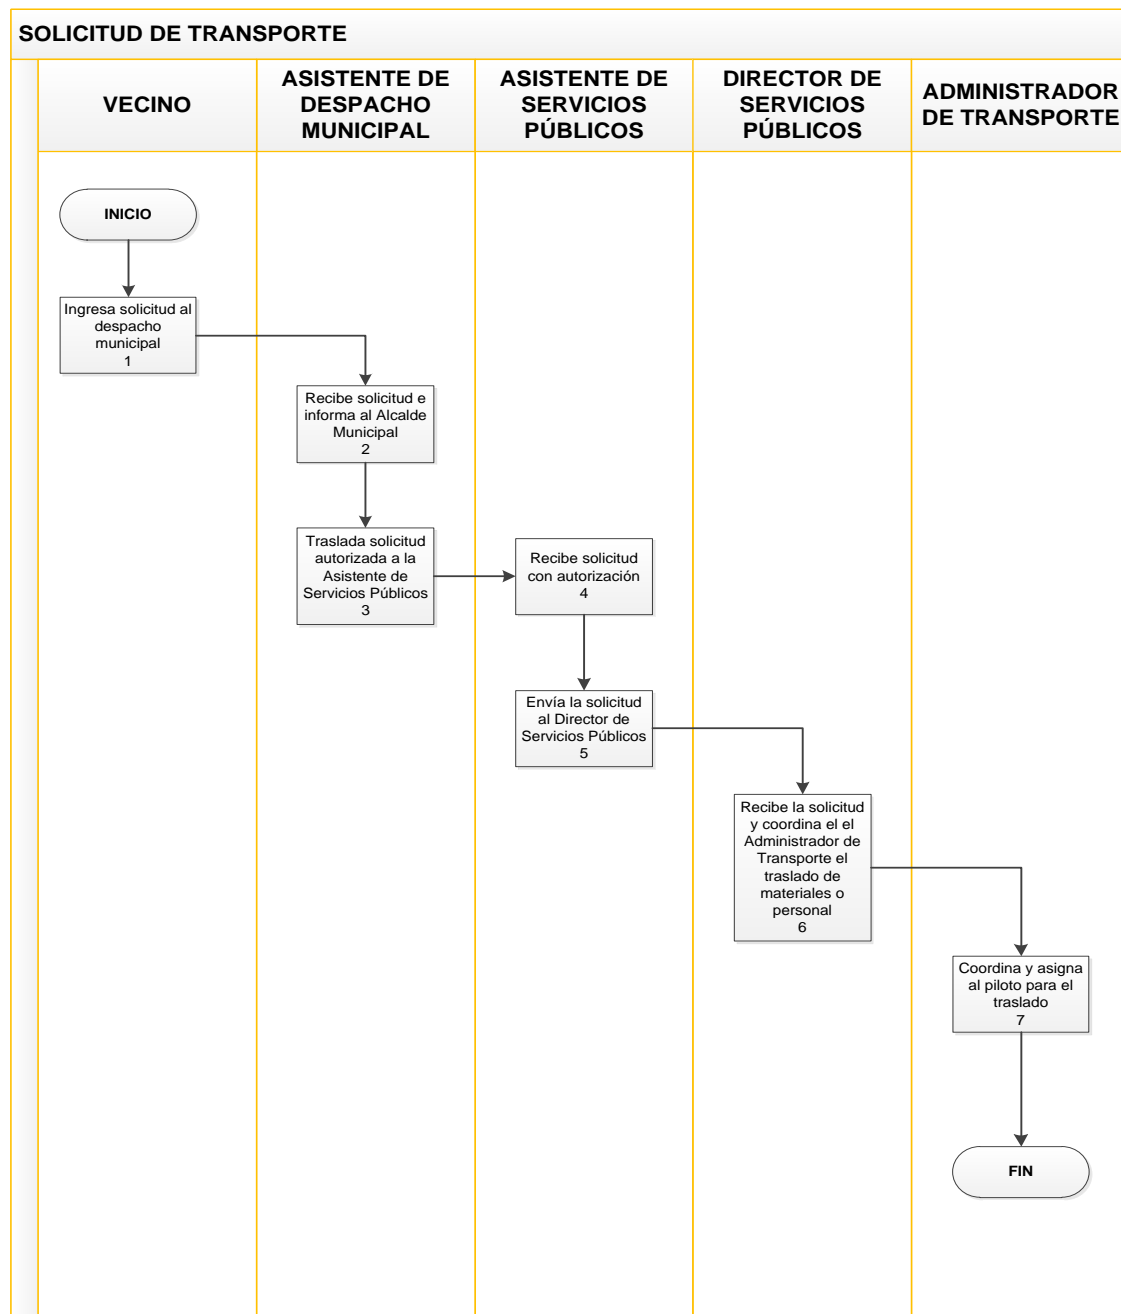 SOLICITUD DE TRANSPORTE
VECINO
ASISTENTE DE
DESPACHO
MUNICIPAL
ASISTENTE DE
SERVICIOS
PÚBLICOS
DIRECTOR DE
SERVICIOS
PÚBLICOS
ADMINISTRADOR
DE TRANSPORTE
INICIO
Ingresa solicitud al
despacho
municipal
1
Recibe solicitud e
informa al Alcalde
Municipal
2
Traslada solicitud
autorizada a la
Asistente de
Servicios Públicos
3
Recibe solicitud
con autorización
4
Envía la solicitud
al Director de
Servicios Públicos
5
Recibe la solicitud
y coordina el el
Administrador de
Transporte el
traslado de
materiales o
personal
6
Coordina y asigna
al piloto para el
traslado
7
FIN